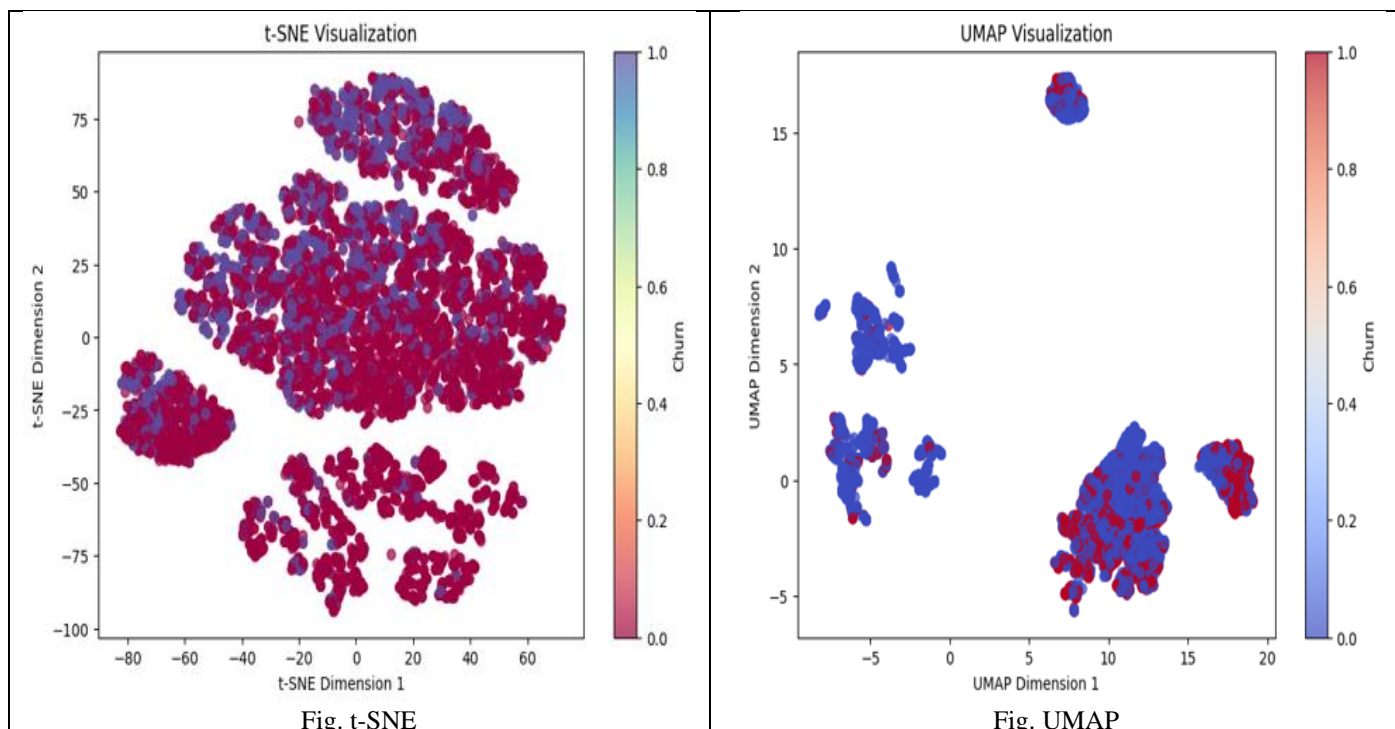 t-SNE Visualization
1.0
0.8
0.6
0.4
0.2
0.0
Churn
75
50
25
0
−25
−50
−75
−100
t-SNE Dimension 2
−80 −60 −40 −20 0 20 40 60
t-SNE Dimension 1
Fig. t-SNE
UMAP Visualization
1.0
0.8
0.6
0.4
0.2
0.0
Churn
15
10
5
0
−5
UMAP Dimension 2
−5 0 5 10 15 20
UMAP Dimension 1
Fig. UMAP